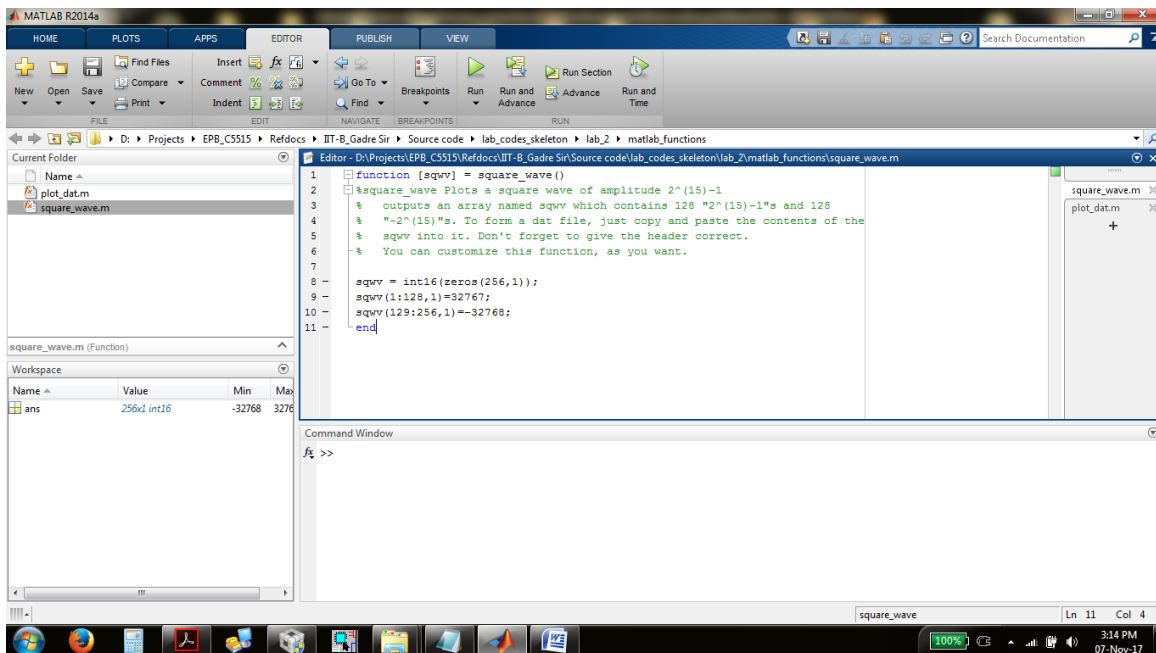 MATLAB R2014a
HOME PLOTS APPS EDITOR PUBLISH VIEW
Search Documentation
New Open Save
Find Files
Compare
Print
FILE
Insert fx
Comment
Indent
EDIT
Go To
Find
NAVIGATE
Breakpoints
BREAKPOINTS
Run
Run and Advance
Run Section
Advance
Run and Time
RUN
D: Projects EPB_C5515 Refdocs IIT-B_Gadre Sir Source code lab_codes_skeleton lab_2 matlab_functions
Current Folder
Name
plot_dat.m
square_wave.m
square_wave.m (Function)
Workspace
Name Value Min Max
ans 256x1 int16 -32768 3276
Editor - D:\Projects\EPB_C5515\Refdocs\IIT-B_Gadre Sir\Source code\lab_codes_skeleton\lab_2\matlab_functions\square_wave.m
1 function [sqwv] = square_wave()
2 %square_wave Plots a square wave of amplitude 2^(15)-1
3 % outputs an array named sqwv which contains 128 "2^(15)-1"s and 128
4 % "-2^(15)"s. To form a dat file, just copy and paste the contents of the
5 % sqwv into it. Don't forget to give the header correct.
6 % You can customize this function, as you want.
7
8 - sqwv = int16(zeros(256,1));
9 - sqwv(1:128,1)=32767;
10 - sqwv(129:256,1)=-32768;
11 - end
square_wave.m
plot_dat.m
Command Window
fx >>
square_wave
Ln 11 Col 4
100%
3:14 PM
07-Nov-17